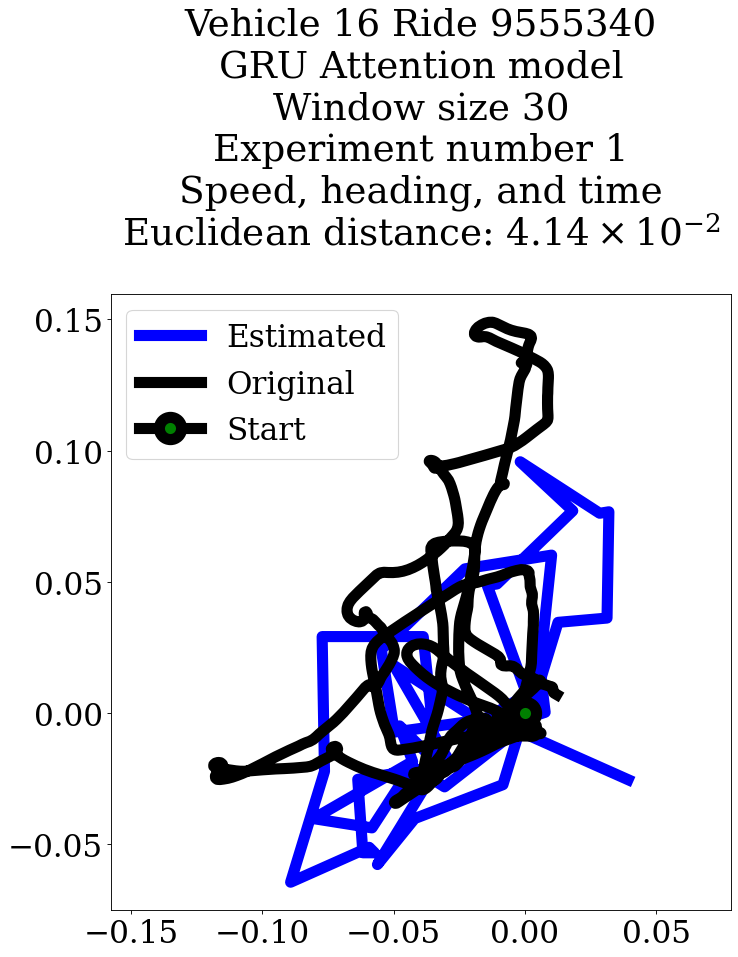 Vehicle 16 Ride 9555340
GRU Attention model
Window size 30
Experiment number 1
Speed, heading, and time
Euclidean distance: 4.14 × 10⁻²
0.15
0.10
0.05
0.00
−0.05
Estimated
Original
Start
−0.15 −0.10 −0.05 0.00 0.05